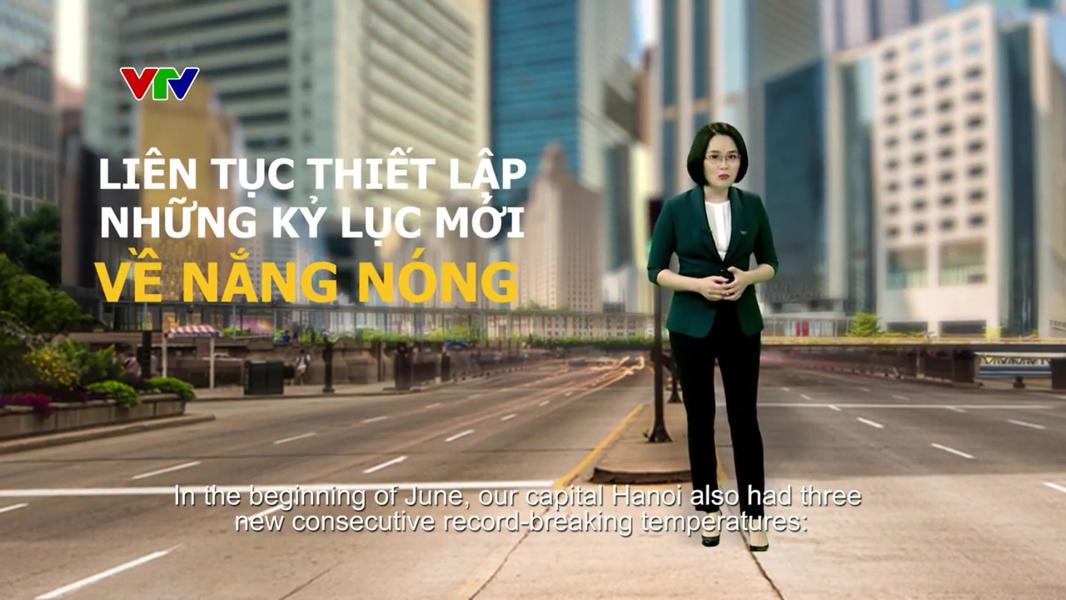 VTV
LIÊN TỤC THIẾT LẬP
NHỮNG KỶ LỤC MỚI
VỀ NẮNG NÓNG
In the beginning of June, our capital Hanoi also had three
new consecutive record-breaking temperatures: